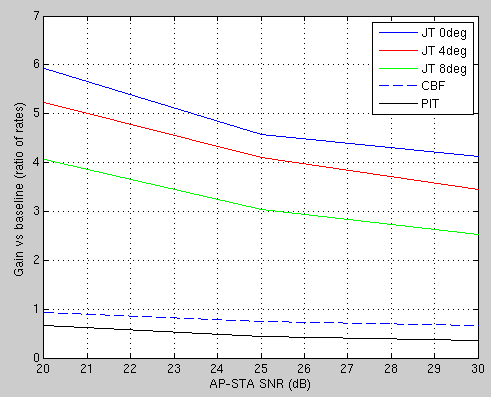 7
6
5
4
3
2
1
0
Gain vs baseline (ratio of rates)
JT 0deg
JT 4deg
JT 8deg
CBF
PIT
20 21 22 23 24 25 26 27 28 29 30
AP-STA SNR (dB)